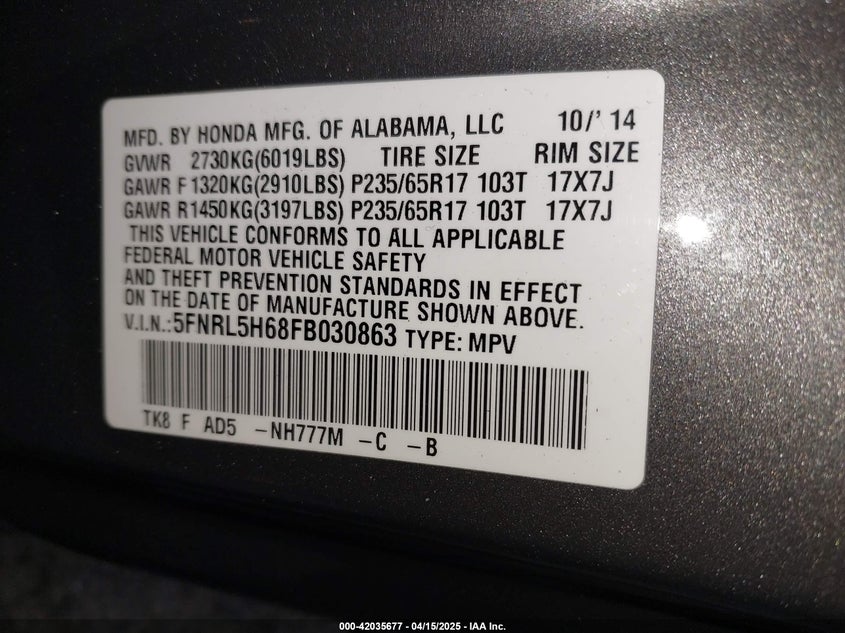 MFD. BY HONDA MFG. OF ALABAMA, LLC 10/' 14
GVWR 2730KG(6019LBS) TIRE SIZE RIM SIZE
GAWR F 1320KG(2910LBS) P235/65R17 103T 17X7J
GAWR R1450KG(3197LBS) P235/65R17 103T 17X7J
THIS VEHICLE CONFORMS TO ALL APPLICABLE
FEDERAL MOTOR VEHICLE SAFETY
AND THEFT PREVENTION STANDARDS IN EFFECT
ON THE DATE OF MANUFACTURE SHOWN ABOVE.
V.I.N.:5FNRL5H68FB030863 TYPE: MPV
TK8 F AD5 -NH777M -C -B
000-42035677 - 04/15/2025 - IAA Inc.